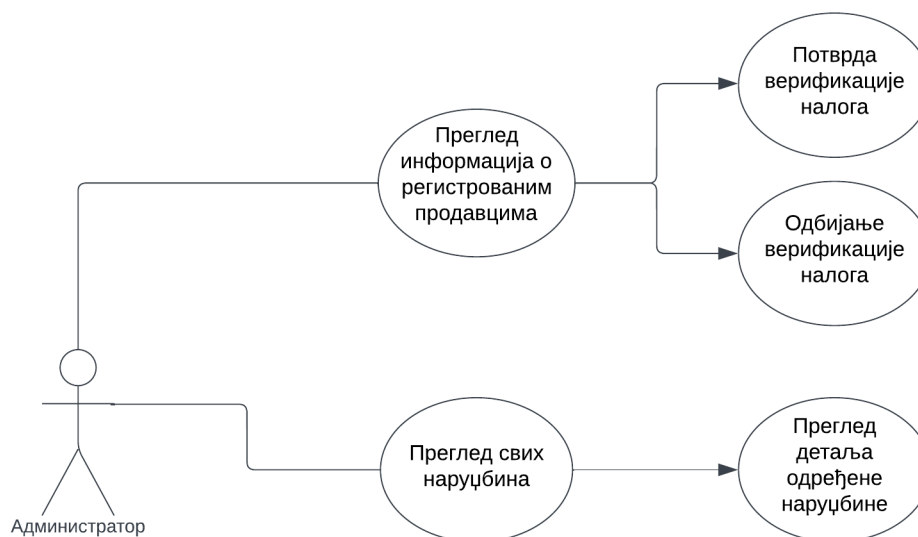 Потврда
верификације
налога
Преглед
информација о
регистрованим
продавцима
Одбијање
верификације
налога
Преглед свих
наруџбина
Преглед
детаља
одређене
наруџбине
Администратор